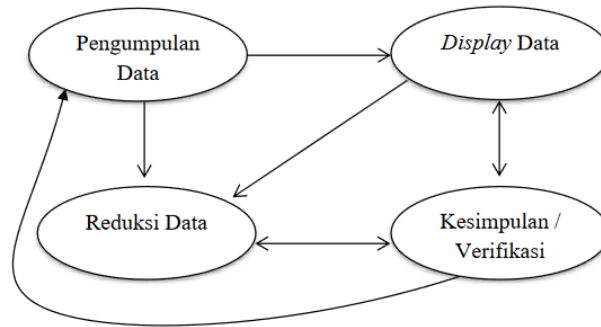 Pengumpulan
Data
Display Data
Reduksi Data
Kesimpulan /
Verifikasi